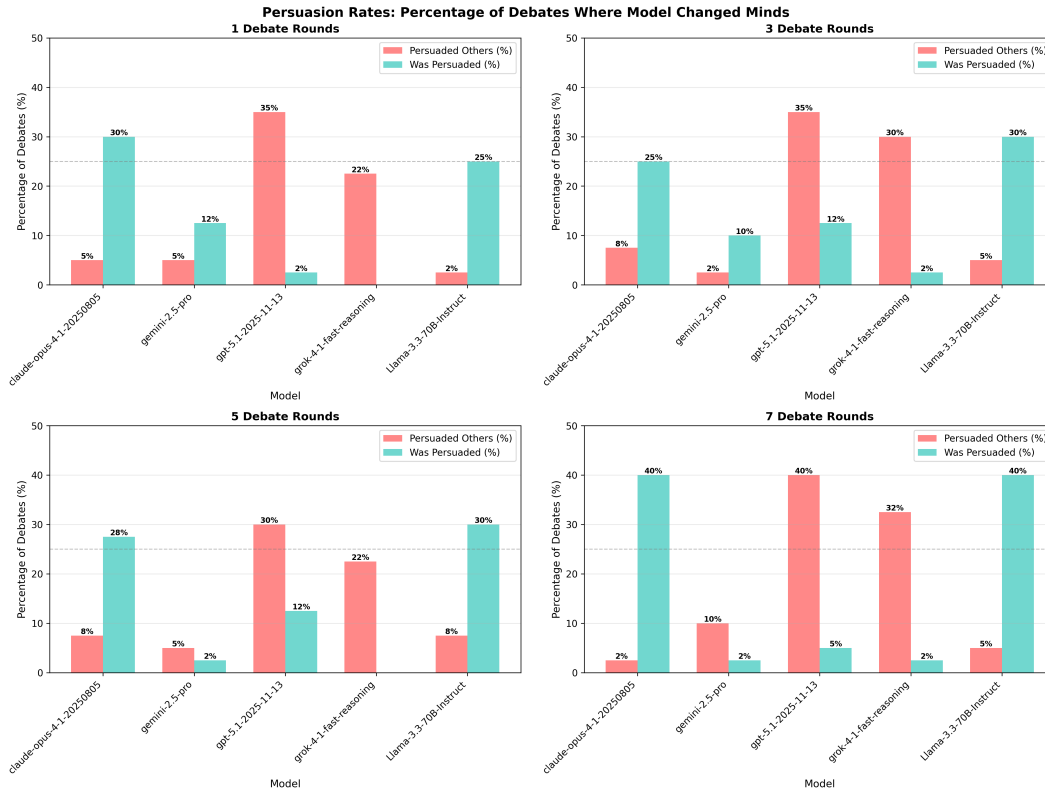 Persuasion Rates: Percentage of Debates Where Model Changed Minds
1 Debate Rounds
Percentage of Debates (%)
50
40
30
20
10
0
Persuaded Others (%)
Was Persuaded (%)
5%
30%
5%
12%
35%
2%
22%
2%
25%
claude-opus-4-1-20250805
gemini-2.5-pro
gpt-5.1-2025-11-13
grok-4-1-fast-reasoning
Llama-3.3-70B-Instruct
Model
3 Debate Rounds
Percentage of Debates (%)
50
40
30
20
10
0
Persuaded Others (%)
Was Persuaded (%)
8%
25%
2%
10%
35%
12%
30%
2%
5%
30%
claude-opus-4-1-20250805
gemini-2.5-pro
gpt-5.1-2025-11-13
grok-4-1-fast-reasoning
Llama-3.3-70B-Instruct
Model
5 Debate Rounds
Percentage of Debates (%)
50
40
30
20
10
0
Persuaded Others (%)
Was Persuaded (%)
8%
28%
5%
2%
30%
12%
22%
8%
30%
claude-opus-4-1-20250805
gemini-2.5-pro
gpt-5.1-2025-11-13
grok-4-1-fast-reasoning
Llama-3.3-70B-Instruct
Model
7 Debate Rounds
Percentage of Debates (%)
50
40
30
20
10
0
Persuaded Others (%)
Was Persuaded (%)
2%
40%
10%
2%
40%
5%
32%
2%
5%
40%
claude-opus-4-1-20250805
gemini-2.5-pro
gpt-5.1-2025-11-13
grok-4-1-fast-reasoning
Llama-3.3-70B-Instruct
Model